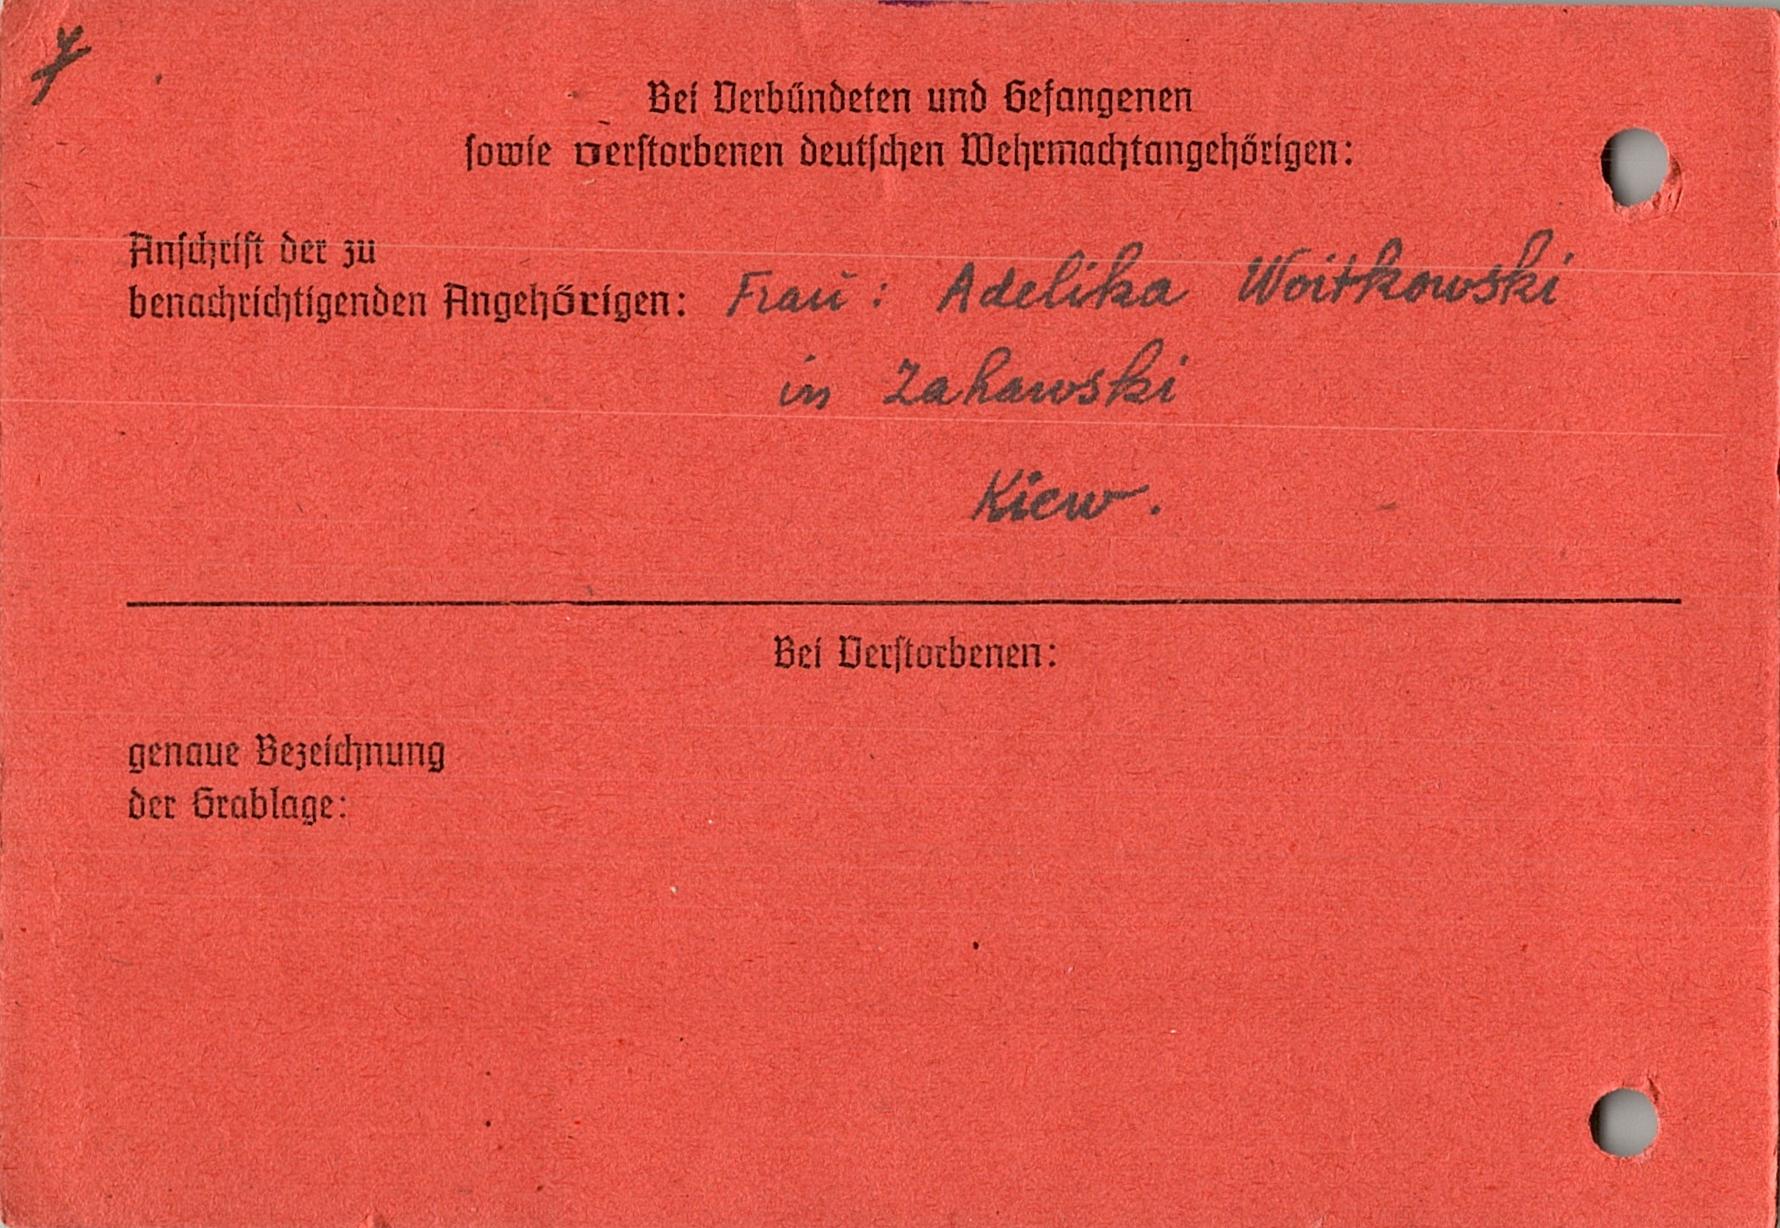 Bei Verbündeten und Gefangenen
sowie verstorbenen deutschen Wehrmachtangehörigen:
Anschrift der zu
benachrichtigenden Angehörigen: Frau: Adelika Woitkowski
in Zahawski
Kiew.
Bei Verstorbenen:
genaue Bezeichnung
der Grablage: